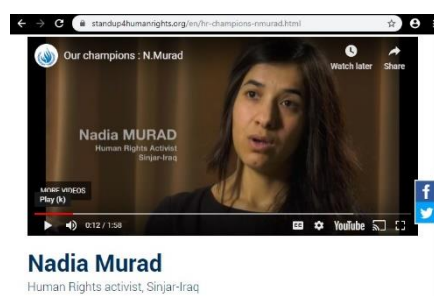 standup4humanrights.org/en/hr-champions-nmurad.html
Our champions : N.Murad
Watch later
Share
Nadia MURAD
Human Rights Activist
Sinjar-Iraq
MORE VIDEOS
Play (k)
0:12 / 1:58
CC
YouTube
Nadia Murad
Human Rights activist, Sinjar-Iraq